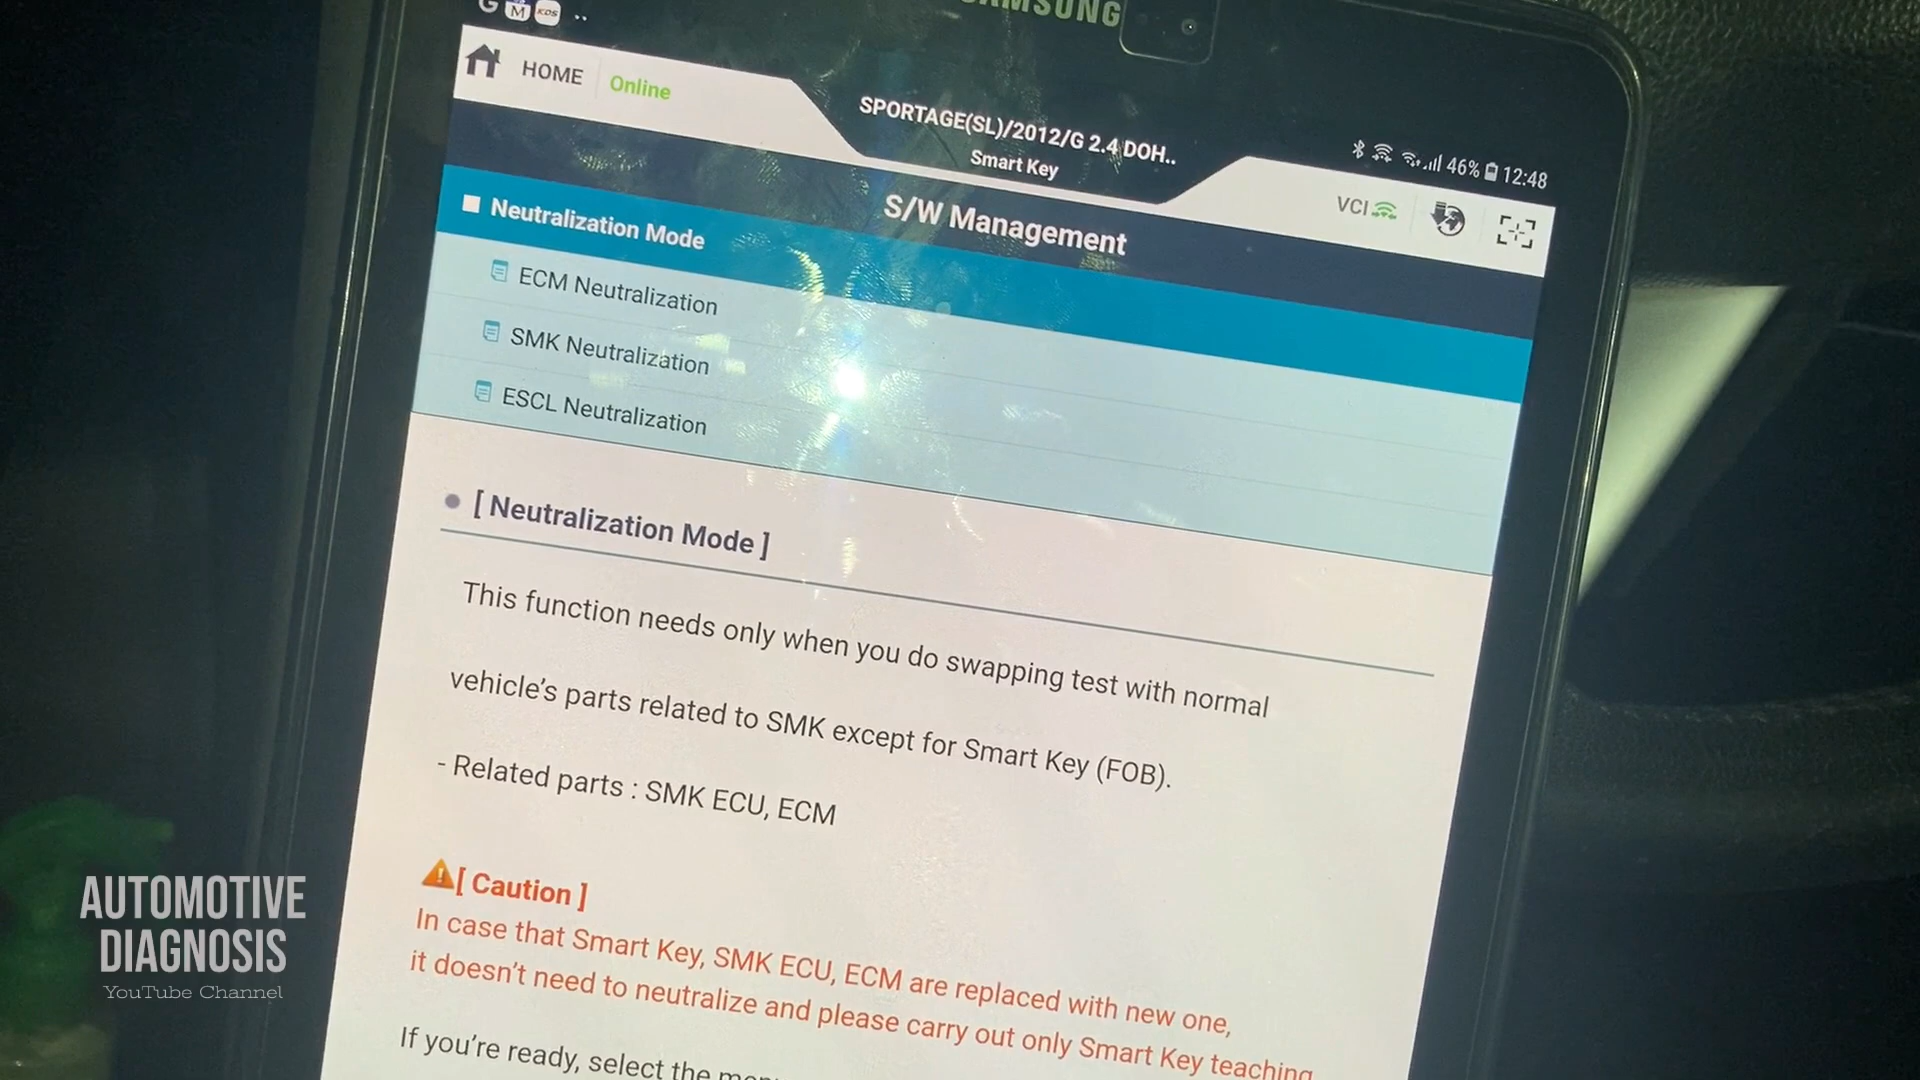 SAMSUNG
G M KDS
HOME
Online
SPORTAGE(SL)/2012/G 2.4 DOH..
Smart Key
46% 12:48
VCI
S/W Management
Neutralization Mode
ECM Neutralization
SMK Neutralization
ESCL Neutralization
[ Neutralization Mode ]
This function needs only when you do swapping test with normal
vehicle's parts related to SMK except for Smart Key (FOB).
- Related parts : SMK ECU, ECM
[ Caution ]
In case that Smart Key, SMK ECU, ECM are replaced with new one,
it doesn't need to neutralize and please carry out only Smart Key teaching
If you're ready, select the
AUTOMOTIVE
DIAGNOSIS
YouTube Channel